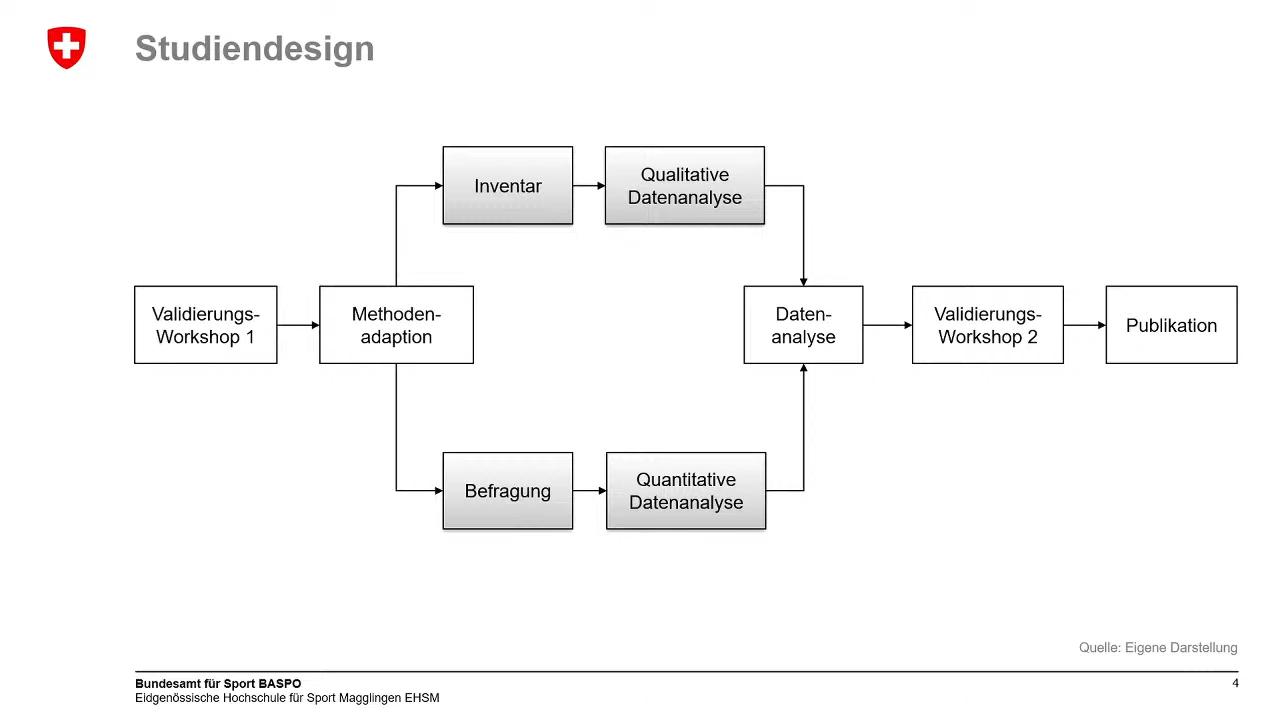 Studiendesign
Inventar
Qualitative
Datenanalyse
Validierungs-
Workshop 1
Methoden-
adaption
Daten-
analyse
Validierungs-
Workshop 2
Publikation
Befragung
Quantitative
Datenanalyse
Quelle: Eigene Darstellung
Bundesamt für Sport BASPO
Eidgenössische Hochschule für Sport Magglingen EHSM
4